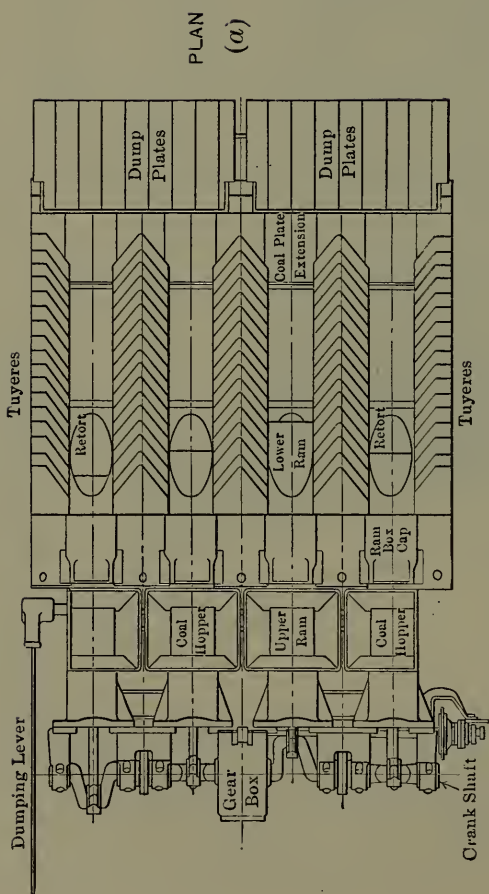 PLAN
(a)
Tuyeres
Dump
Plates
Dump
Plates
Coal Plate
Extension
Retort
Lower
Ram
Retort
Tuyeres
Ram
Box
Cap
Coal
Hopper
Upper
Ram
Coal
Hopper
Dumping Lever
Gear
Box
Crank Shaft